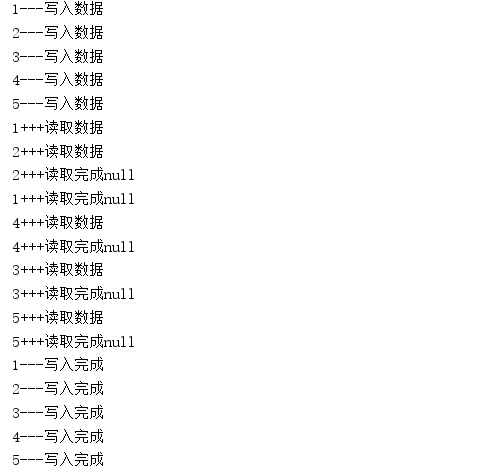 1---写入数据
2---写入数据
3---写入数据
4---写入数据
5---写入数据
1+++读取数据
2+++读取数据
2+++读取完成null
1+++读取完成null
4+++读取数据
4+++读取完成null
3+++读取数据
3+++读取完成null
5+++读取数据
5+++读取完成null
1---写入完成
2---写入完成
3---写入完成
4---写入完成
5---写入完成